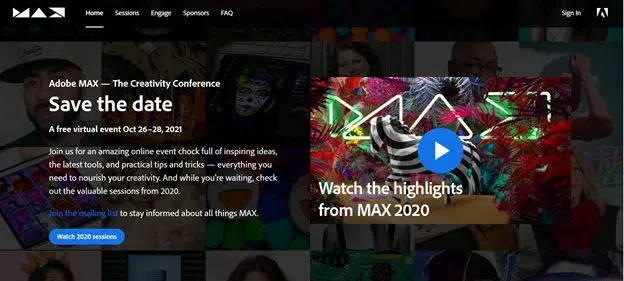 MAX
Home Sessions Engage Sponsors FAQ Sign In
Adobe MAX — The Creativity Conference
Save the date
A free virtual event Oct 26–28, 2021
Join us for an amazing online event chock full of inspiring ideas,
the latest tools, and practical tips and tricks — everything you
need to nourish your creativity. And while you're waiting, check
out the valuable sessions from 2020.
Join the mailing list to stay informed about all things MAX.
Watch 2020 sessions
MAX
Watch the highlights
from MAX 2020